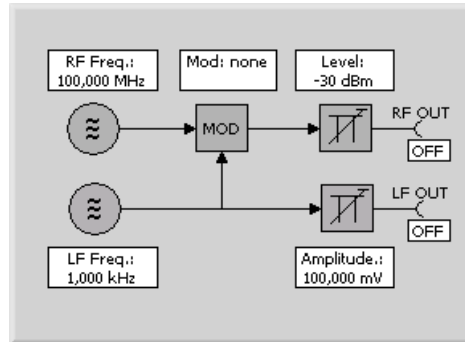 RF Freq.:
100,000 MHz
Mod: none
Level:
-30 dBm
MOD
RF OUT
OFF
LF OUT
OFF
LF Freq.:
1,000 kHz
Amplitude.:
100,000 mV